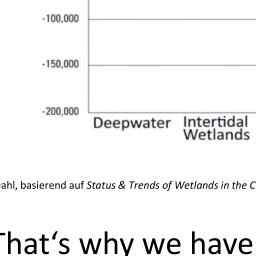 -100,000
-150,000
-200,000
Deepwater Intertidal
Wetlands
ahl, basierend auf Status & Trends of Wetlands in the C
That‘s why we have